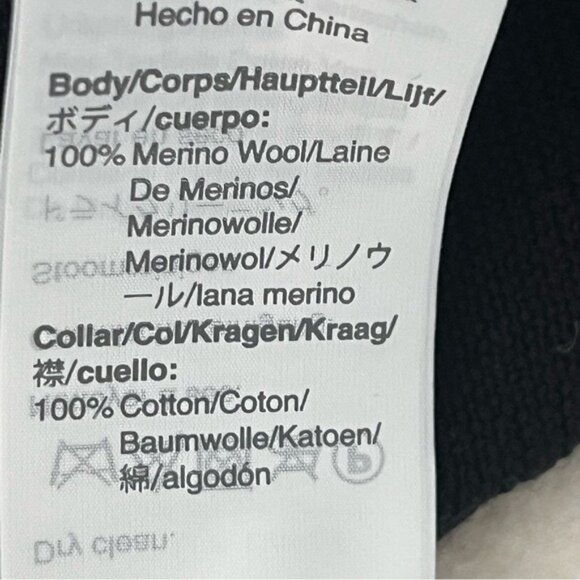 Hecho en China
Body/Corps/Hauptteil/Lijf/
ボディ/cuerpo:
100% Merino Wool/Laine
De Merinos/
Merinowolle/
Merinowol/メリノウ
ール/lana merino
Collar/Col/Kragen/Kraag/
襟/cuello:
100% Cotton/Coton/
Baumwolle/Katoen/
綿/algodón
Dry clean